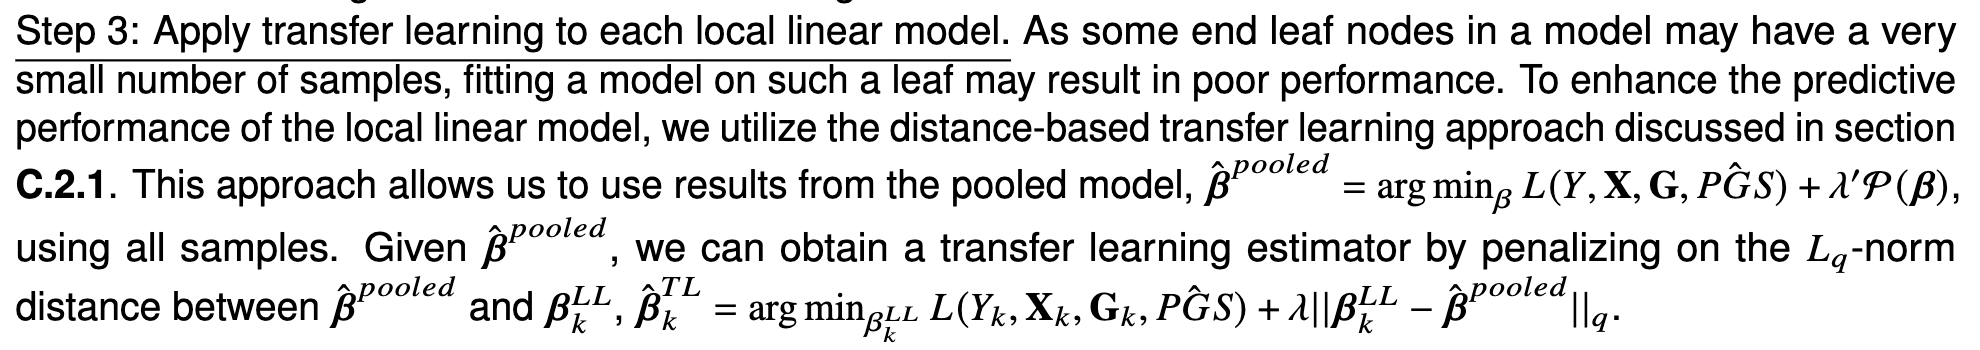 Step 3: Apply transfer learning to each local linear model. As some end leaf nodes in a model may have a very
small number of samples, fitting a model on such a leaf may result in poor performance. To enhance the predictive
performance of the local linear model, we utilize the distance-based transfer learning approach discussed in section
C.2.1. This approach allows us to use results from the pooled model, $\hat{\boldsymbol{\beta}}^{pooled} = \arg\min_{\beta} L(Y, \mathbf{X}, \mathbf{G}, P\hat{G}S) + \lambda' \mathcal{P}(\boldsymbol{\beta})$,
using all samples. Given $\hat{\boldsymbol{\beta}}^{pooled}$, we can obtain a transfer learning estimator by penalizing on the $L_q$-norm
distance between $\hat{\boldsymbol{\beta}}^{pooled}$ and $\boldsymbol{\beta}_k^{LL}$, $\hat{\boldsymbol{\beta}}_k^{TL} = \arg\min_{\beta_k^{LL}} L(Y_k, \mathbf{X}_k, \mathbf{G}_k, P\hat{G}S) + \lambda||\boldsymbol{\beta}_k^{LL} - \hat{\boldsymbol{\beta}}^{pooled}||_q$.